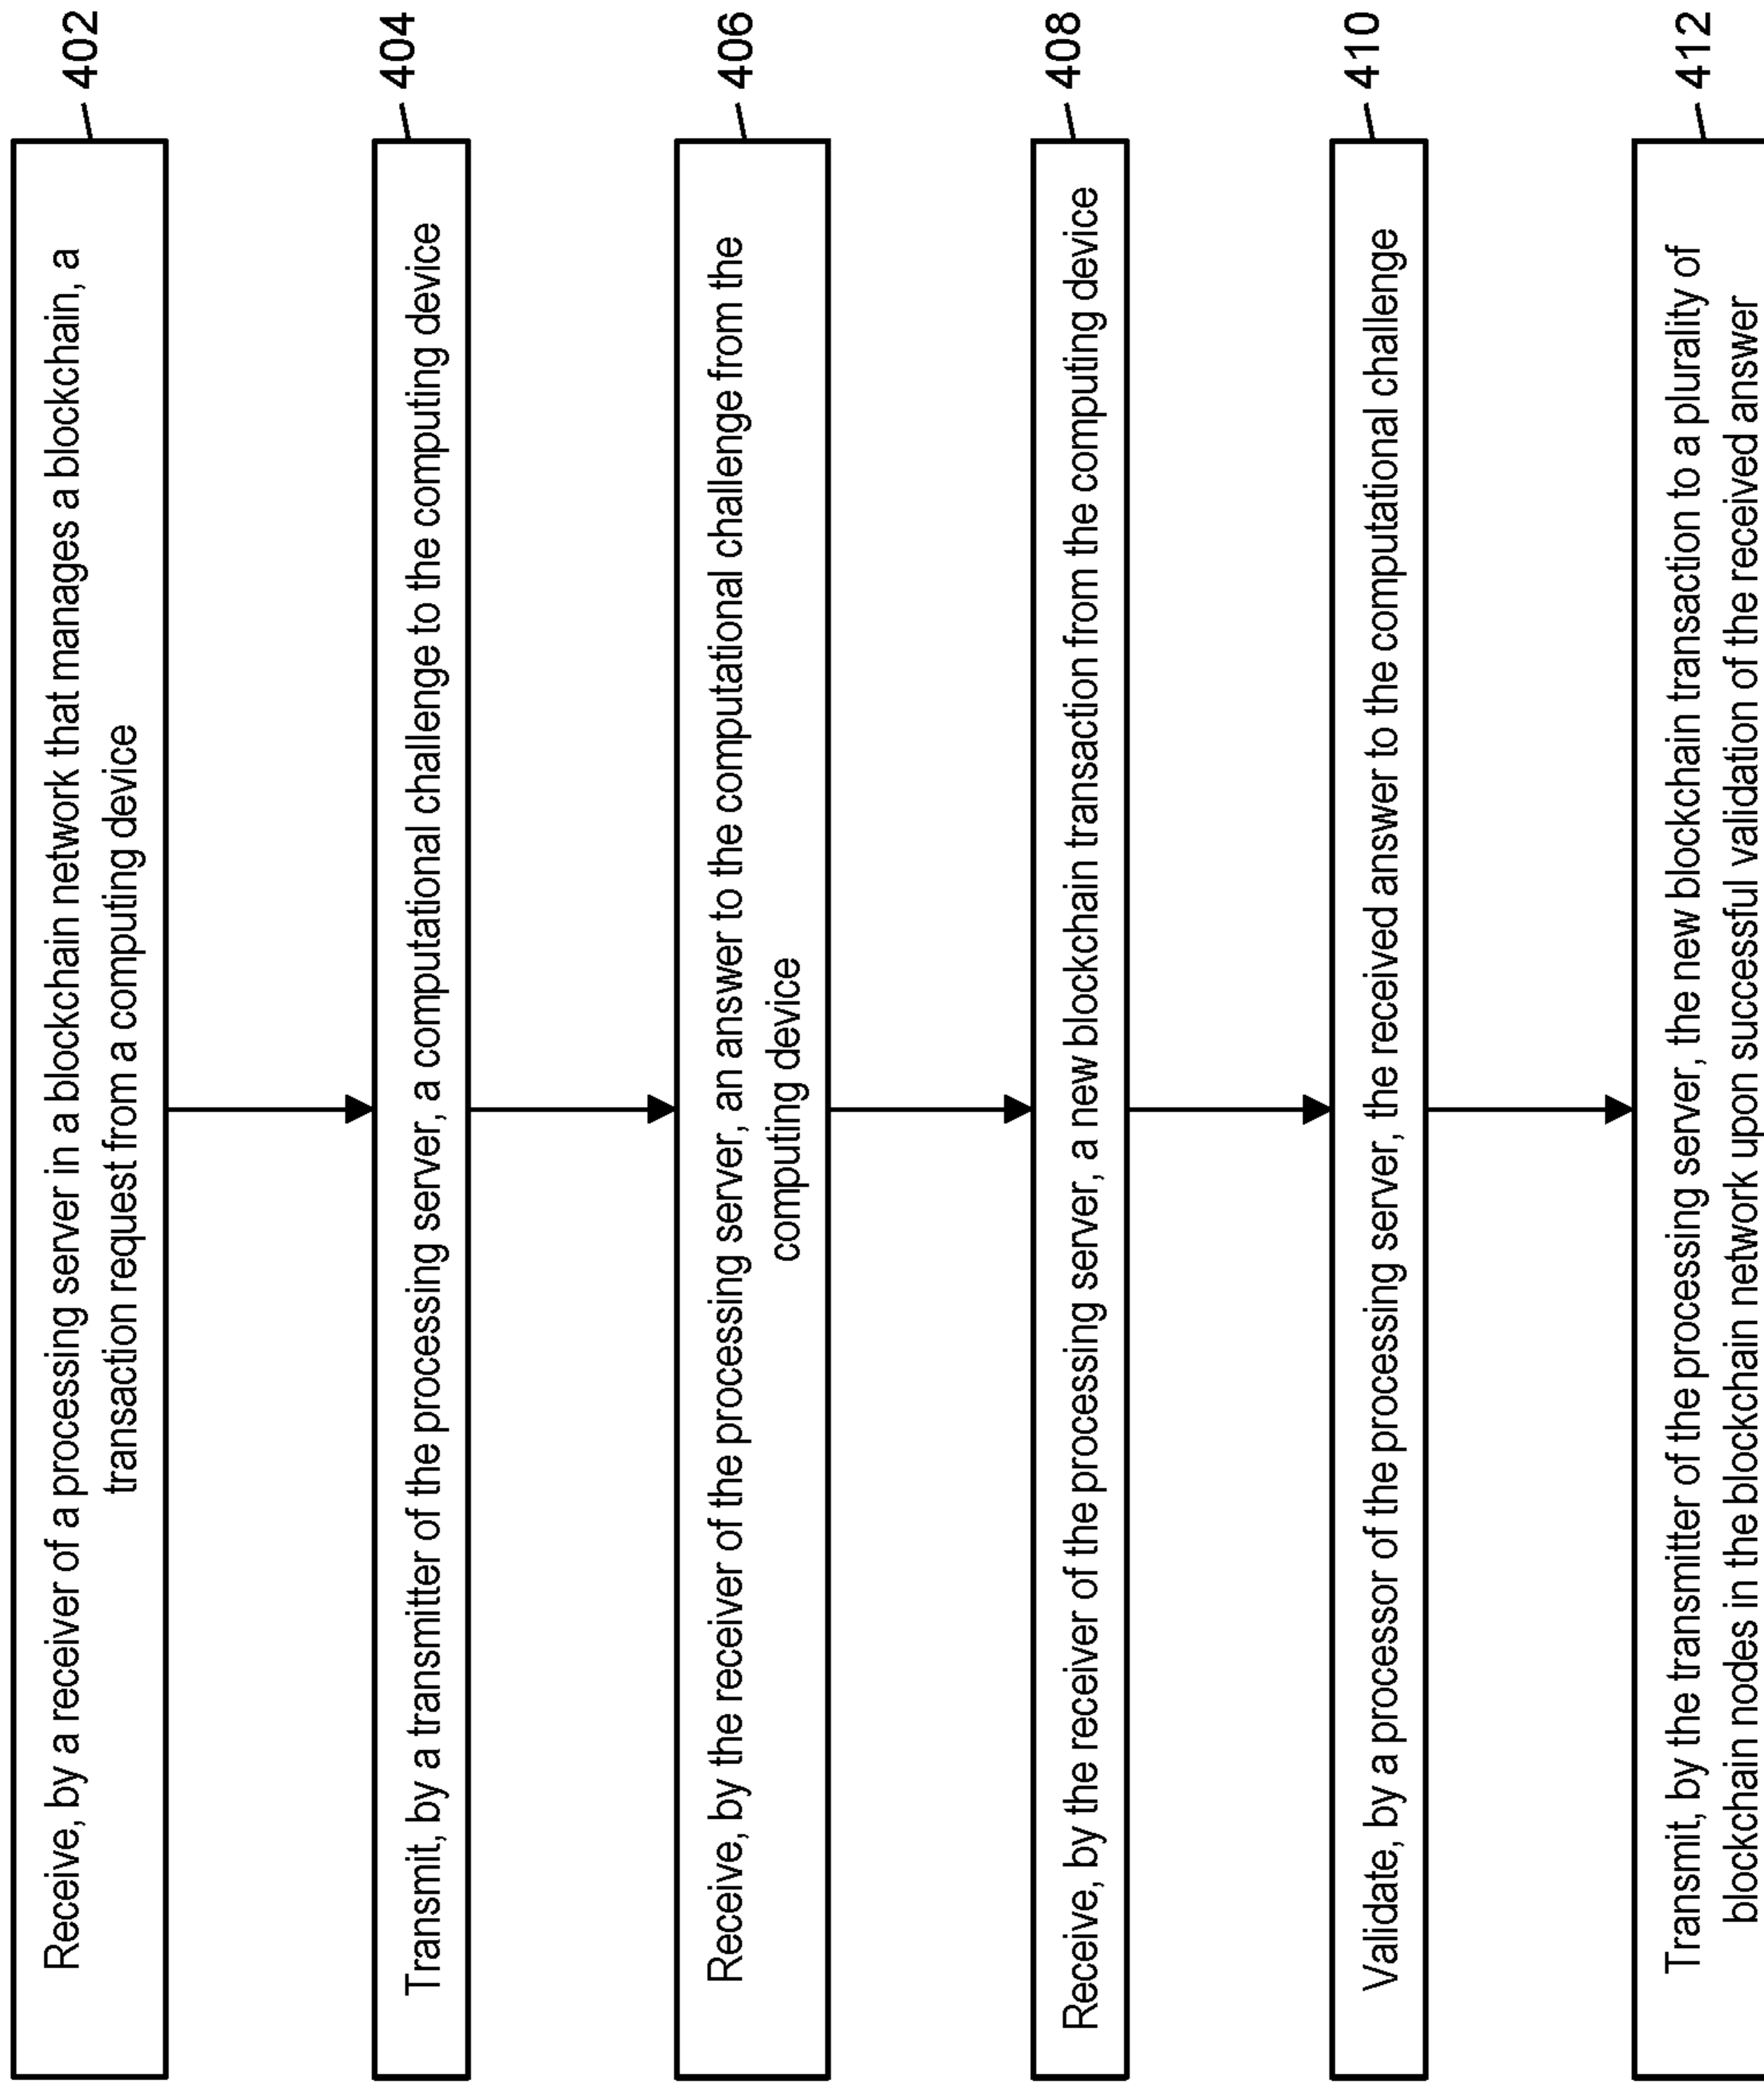 402
Receive, by a receiver of a processing server in a blockchain network that manages a blockchain, a
transaction request from a computing device
404
Transmit, by a transmitter of the processing server, a computational challenge to the computing device
406
Receive, by the receiver of the processing server, an answer to the computational challenge from the
computing device
408
Receive, by the receiver of the processing server, a new blockchain transaction from the computing device
410
Validate, by a processor of the processing server, the received answer to the computational challenge
412
Transmit, by the transmitter of the processing server, the new blockchain transaction to a plurality of
blockchain nodes in the blockchain network upon successful validation of the received answer